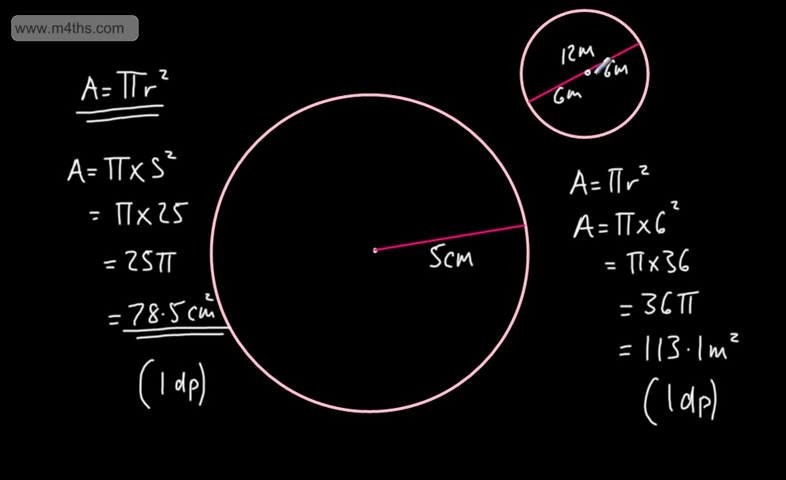 www.m4ths.com
A = πr²
A = π × 5²
= π × 25
= 25π
= 78.5cm²
(1dp)
5cm
12m
6m
6m
A = πr²
A = π × 6²
= π × 36
= 36π
= 113.1m²
(1dp)